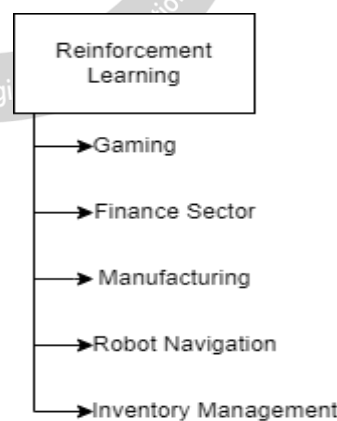 Reinforcement
Learning
Gaming
Finance Sector
Manufacturing
Robot Navigation
Inventory Management